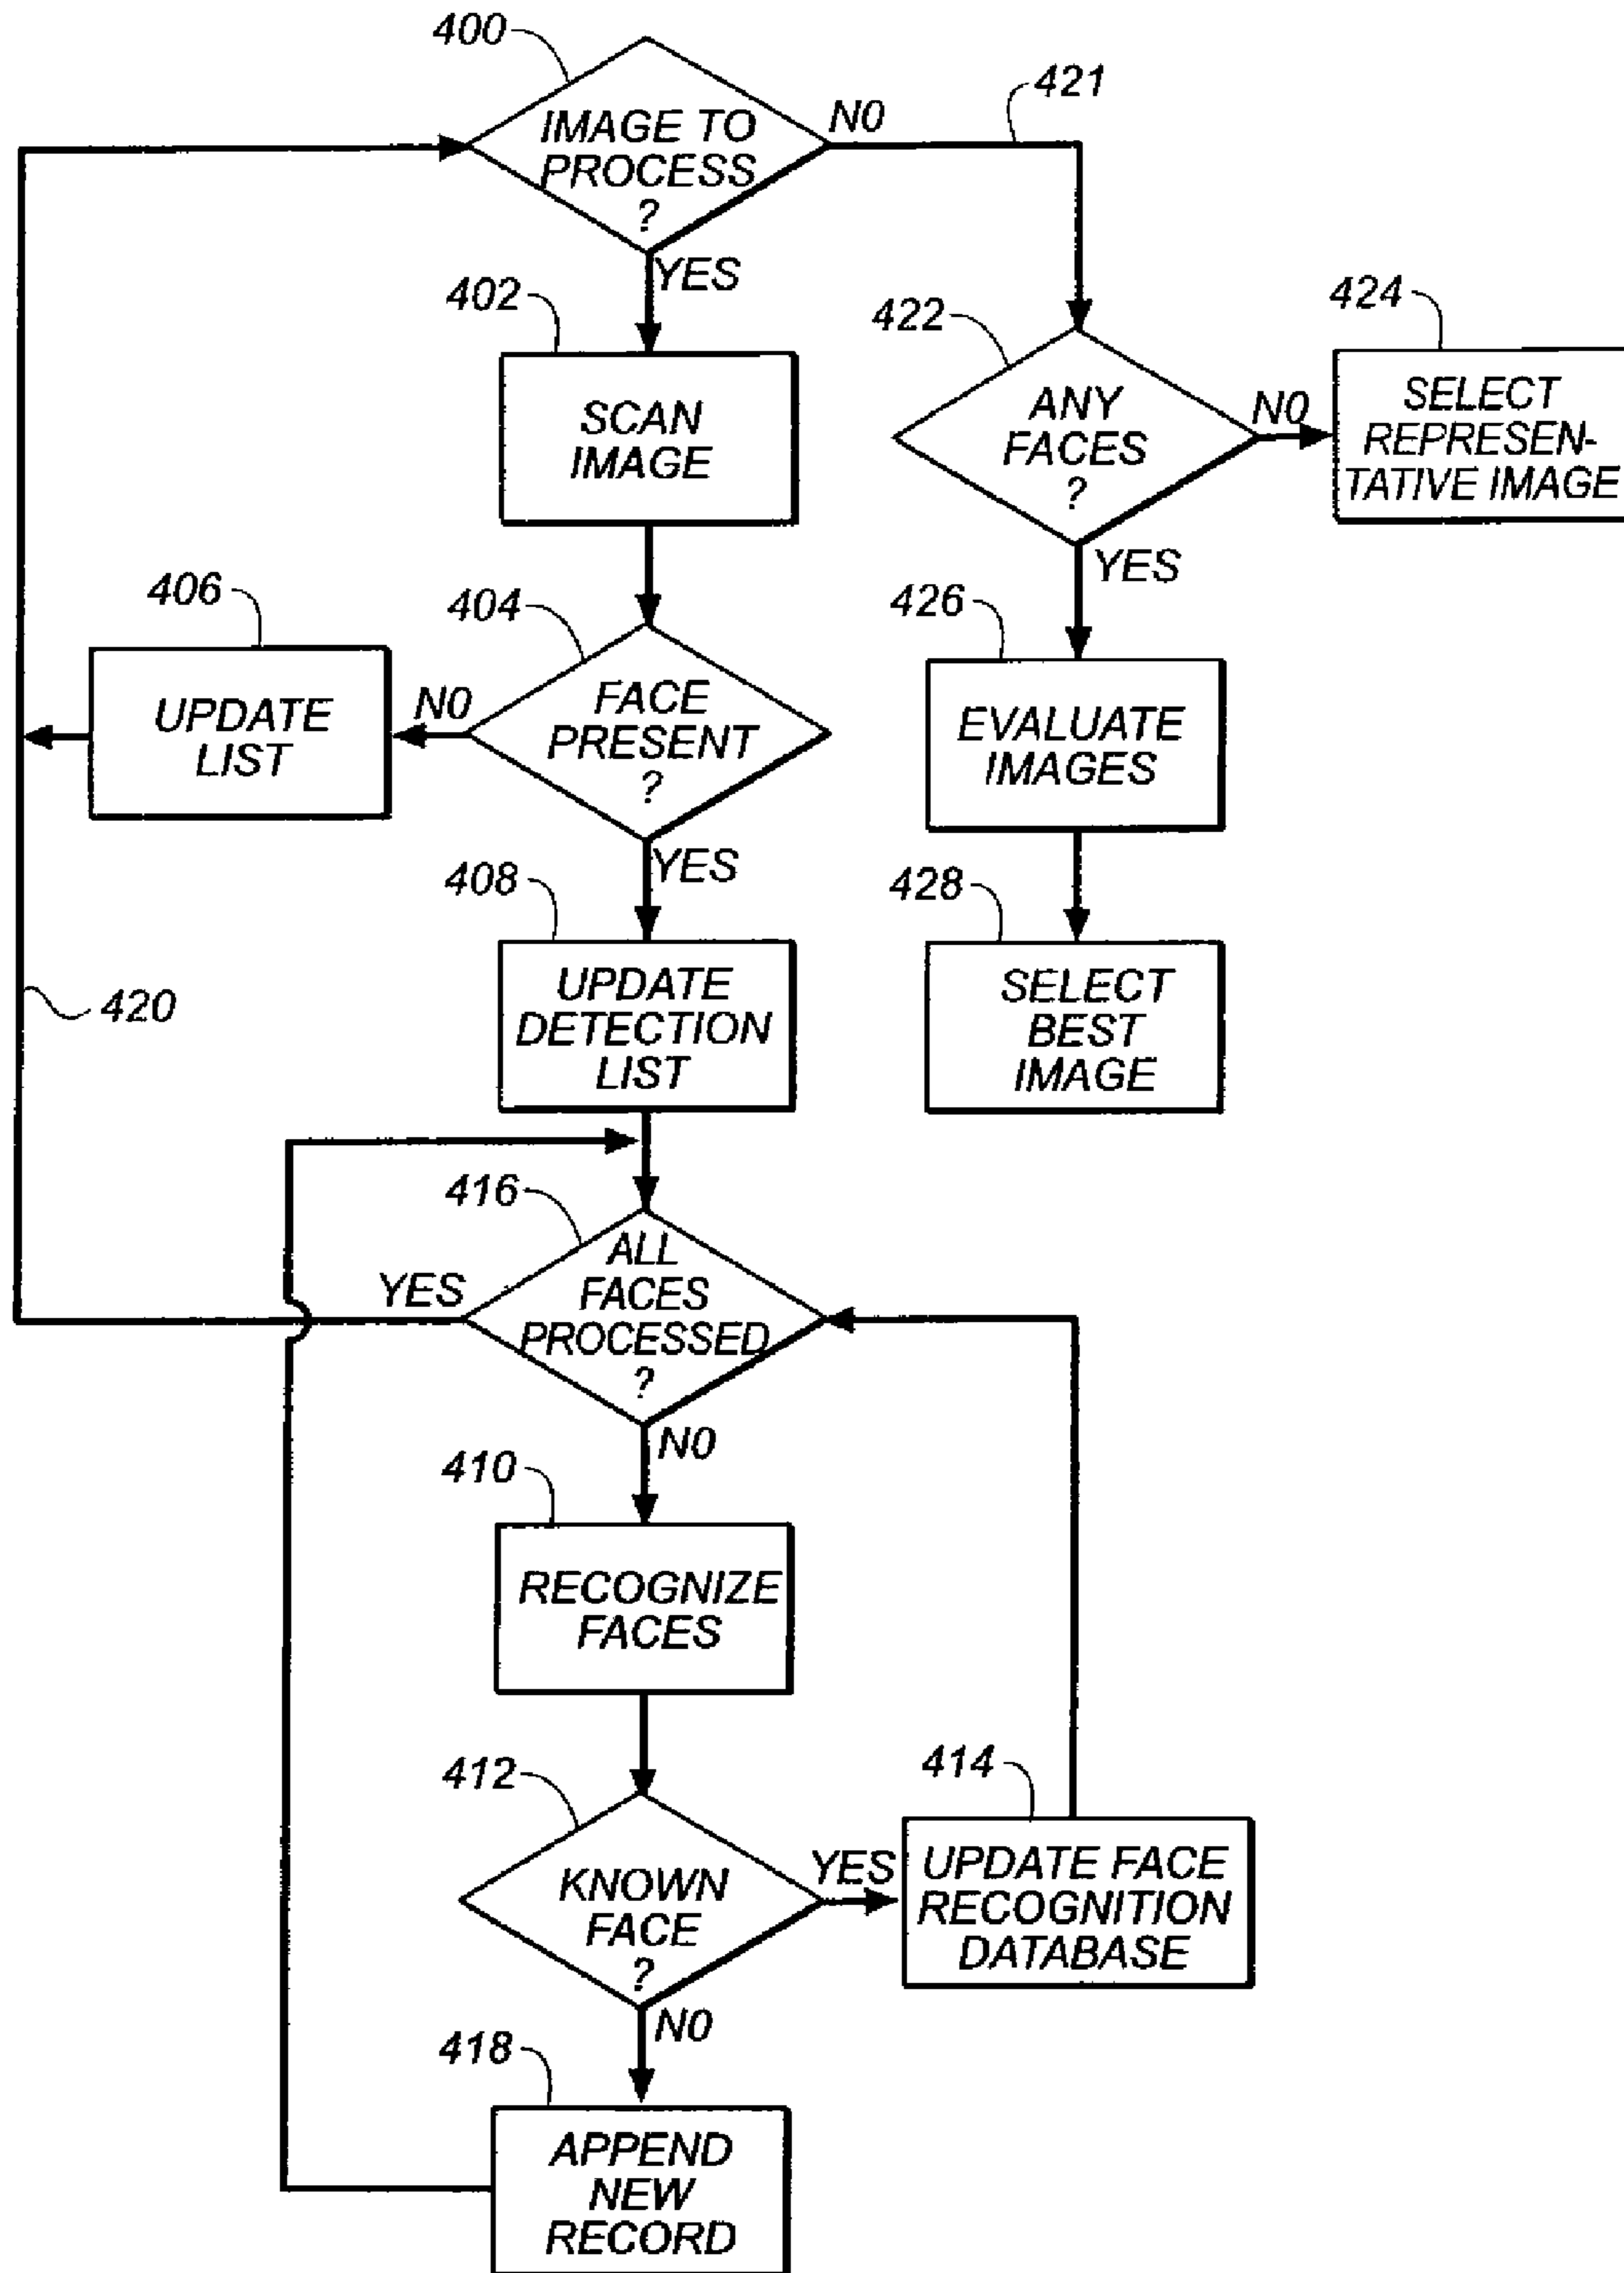 400
IMAGE TO
PROCESS
?
NO
421
YES
402
SCAN
IMAGE
422
ANY
FACES
?
NO
424
SELECT
REPRESEN-
TATIVE IMAGE
YES
406
UPDATE
LIST
NO
404
FACE
PRESENT
?
YES
426
EVALUATE
IMAGES
408
UPDATE
DETECTION
LIST
428
SELECT
BEST
IMAGE
420
416
ALL
FACES
PROCESSED
?
YES
NO
410
RECOGNIZE
FACES
412
KNOWN
FACE
?
YES
414
UPDATE FACE
RECOGNITION
DATABASE
NO
418
APPEND
NEW
RECORD